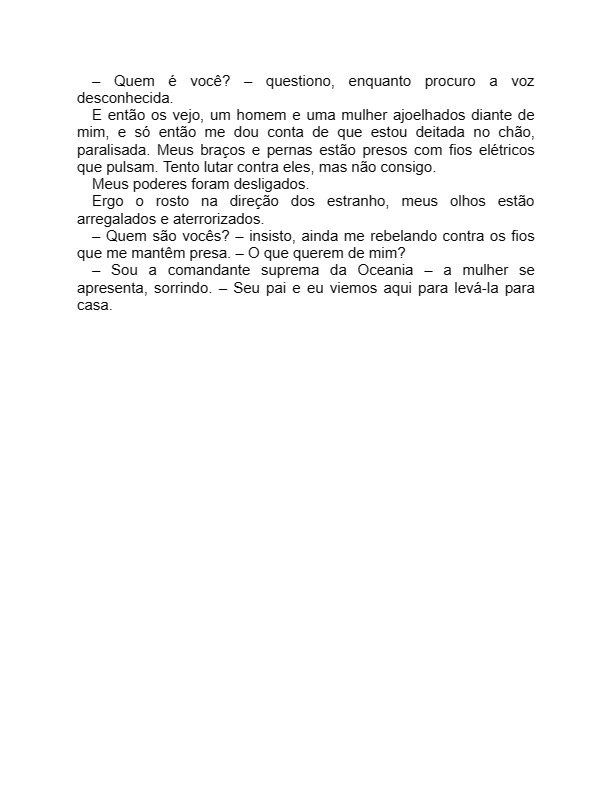 – Quem é você? – questiono, enquanto procuro a voz
desconhecida.
E então os vejo, um homem e uma mulher ajoelhados diante de
mim, e só então me dou conta de que estou deitada no chão,
paralisada. Meus braços e pernas estão presos com fios elétricos
que pulsam. Tento lutar contra eles, mas não consigo.
Meus poderes foram desligados.
Ergo o rosto na direção dos estranho, meus olhos estão
arregalados e aterrorizados.
– Quem são vocês? – insisto, ainda me rebelando contra os fios
que me mantêm presa. – O que querem de mim?
– Sou a comandante suprema da Oceania – a mulher se
apresenta, sorrindo. – Seu pai e eu viemos aqui para levá-la para
casa.